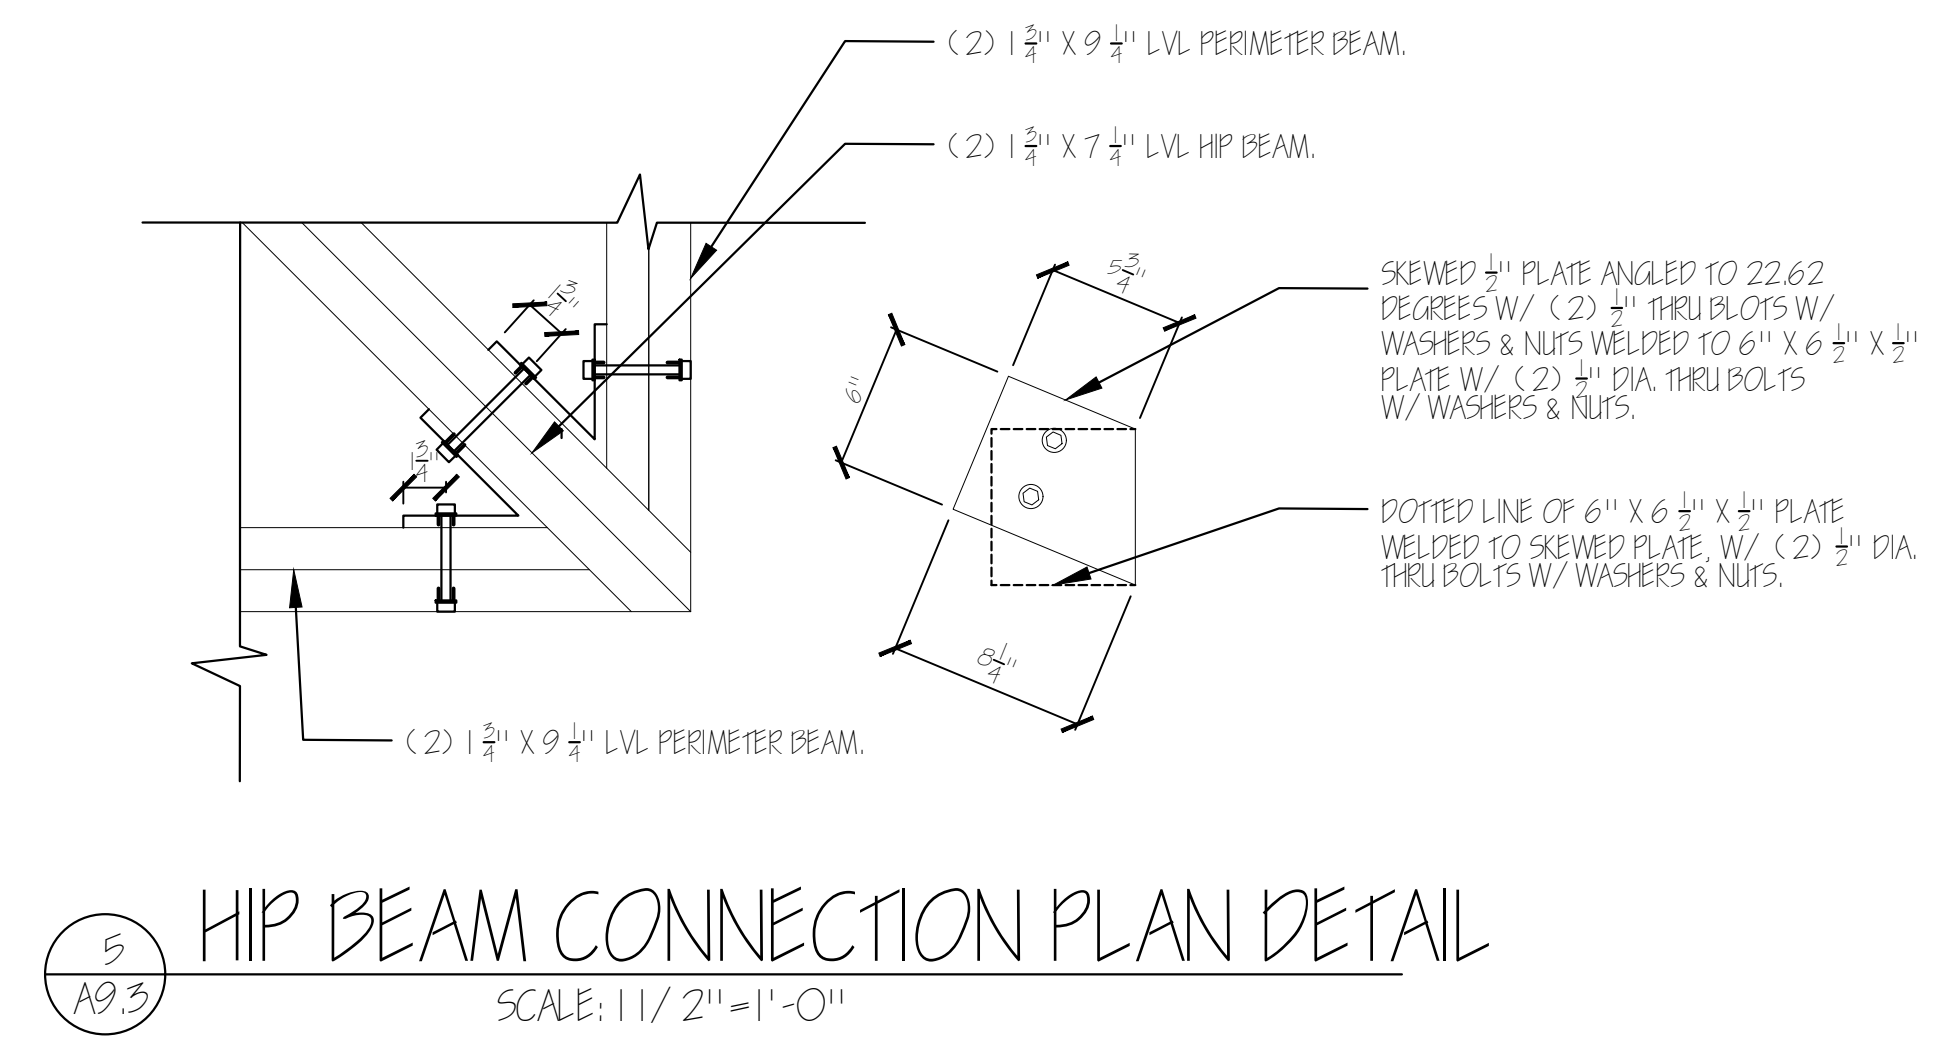 (2) 1 3/4" X 9 1/4" LVL PERIMETER BEAM.
(2) 1 3/4" X 7 1/4" LVL HIP BEAM.
1 3/4"
1 3/4"
5 3/4"
6"
8 1/4"
SKEWED 1/2" PLATE ANGLED TO 22.62
DEGREES W/ (2) 1/2" THRU BLOTS W/
WASHERS & NUTS WELDED TO 6" X 6 1/2" X 1/2"
PLATE W/ (2) 1/2" DIA. THRU BOLTS
W/ WASHERS & NUTS.
DOTTED LINE OF 6" X 6 1/2" X 1/2" PLATE
WELDED TO SKEWED PLATE, W/ (2) 1/2" DIA.
THRU BOLTS W/ WASHERS & NUTS.
(2) 1 3/4" X 9 1/4" LVL PERIMETER BEAM.
5
A9.3
HIP BEAM CONNECTION PLAN DETAIL
SCALE: 1 1/2"=1'-0"